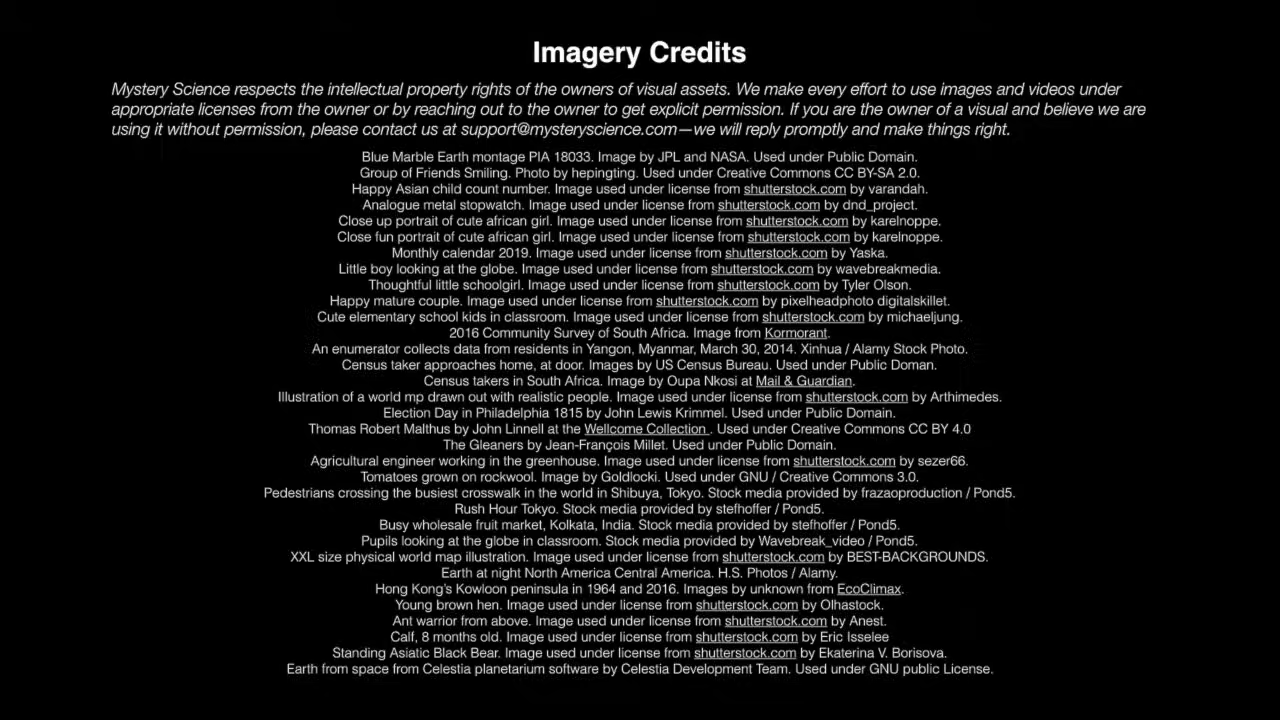 Imagery Credits
Mystery Science respects the intellectual property rights of the owners of visual assets. We make every effort to use images and videos under
appropriate licenses from the owner or by reaching out to the owner to get explicit permission. If you are the owner of a visual and believe we are
using it without permission, please contact us at support@mysteryscience.com—we will reply promptly and make things right.
Blue Marble Earth montage PIA 18033. Image by JPL and NASA. Used under Public Domain.
Group of Friends Smiling. Photo by hepingting. Used under Creative Commons CC BY-SA 2.0.
Happy Asian child count number. Image used under license from shutterstock.com by varandah.
Analogue metal stopwatch. Image used under license from shutterstock.com by dnd_project.
Close up portrait of cute african girl. Image used under license from shutterstock.com by karelnoppe.
Close fun portrait of cute african girl. Image used under license from shutterstock.com by karelnoppe.
Monthly calendar 2019. Image used under license from shutterstock.com by Yaska.
Little boy looking at the globe. Image used under license from shutterstock.com by wavebreakmedia.
Thoughtful little schoolgirl. Image used under license from shutterstock.com by Tyler Olson.
Happy mature couple. Image used under license from shutterstock.com by pixelheadphoto digitalskillet.
Cute elementary school kids in classroom. Image used under license from shutterstock.com by michaeljung.
2016 Community Survey of South Africa. Image from Kormorant.
An enumerator collects data from residents in Yangon, Myanmar, March 30, 2014. Xinhua / Alamy Stock Photo.
Census taker approaches home, at door. Images by US Census Bureau. Used under Public Doman.
Census takers in South Africa. Image by Oupa Nkosi at Mail & Guardian.
Illustration of a world mp drawn out with realistic people. Image used under license from shutterstock.com by Arthimedes.
Election Day in Philadelphia 1815 by John Lewis Krimmel. Used under Public Domain.
Thomas Robert Malthus by John Linnell at the Wellcome Collection . Used under Creative Commons CC BY 4.0
The Gleaners by Jean-François Millet. Used under Public Domain.
Agricultural engineer working in the greenhouse. Image used under license from shutterstock.com by sezer66.
Tomatoes grown on rockwool. Image by Goldlocki. Used under GNU / Creative Commons 3.0.
Pedestrians crossing the busiest crosswalk in the world in Shibuya, Tokyo. Stock media provided by frazaoproduction / Pond5.
Rush Hour Tokyo. Stock media provided by stefhoffer / Pond5.
Busy wholesale fruit market, Kolkata, India. Stock media provided by stefhoffer / Pond5.
Pupils looking at the globe in classroom. Stock media provided by Wavebreak_video / Pond5.
XXL size physical world map illustration. Image used under license from shutterstock.com by BEST-BACKGROUNDS.
Earth at night North America Central America. H.S. Photos / Alamy.
Hong Kong's Kowloon peninsula in 1964 and 2016. Images by unknown from EcoClimax.
Young brown hen. Image used under license from shutterstock.com by Olhastock.
Ant warrior from above. Image used under license from shutterstock.com by Anest.
Calf, 8 months old. Image used under license from shutterstock.com by Eric Isselee
Standing Asiatic Black Bear. Image used under license from shutterstock.com by Ekaterina V. Borisova.
Earth from space from Celestia planetarium software by Celestia Development Team. Used under GNU public License.